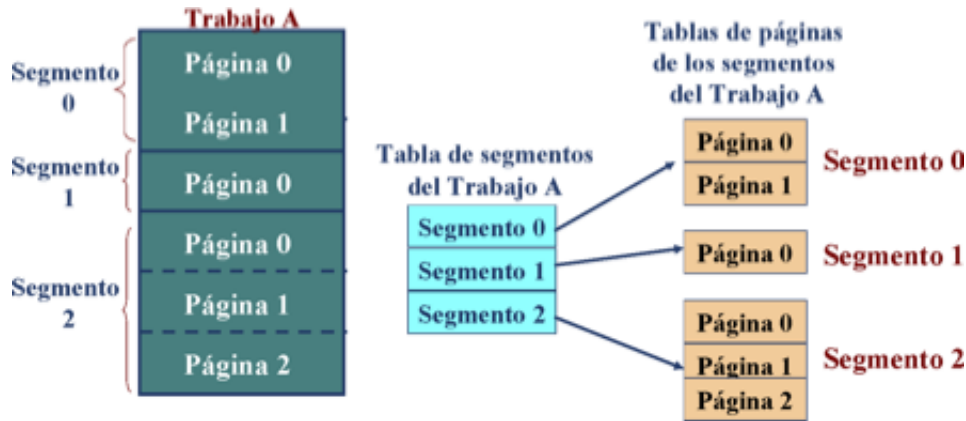 Trabajo A
Segmento
0
Página 0
Página 1
Segmento
1
Página 0
Segmento
2
Página 0
Página 1
Página 2
Tabla de segmentos
del Trabajo A
Segmento 0
Segmento 1
Segmento 2
Tablas de páginas
de los segmentos
del Trabajo A
Página 0
Página 1
Segmento 0
Página 0
Segmento 1
Página 0
Página 1
Página 2
Segmento 2